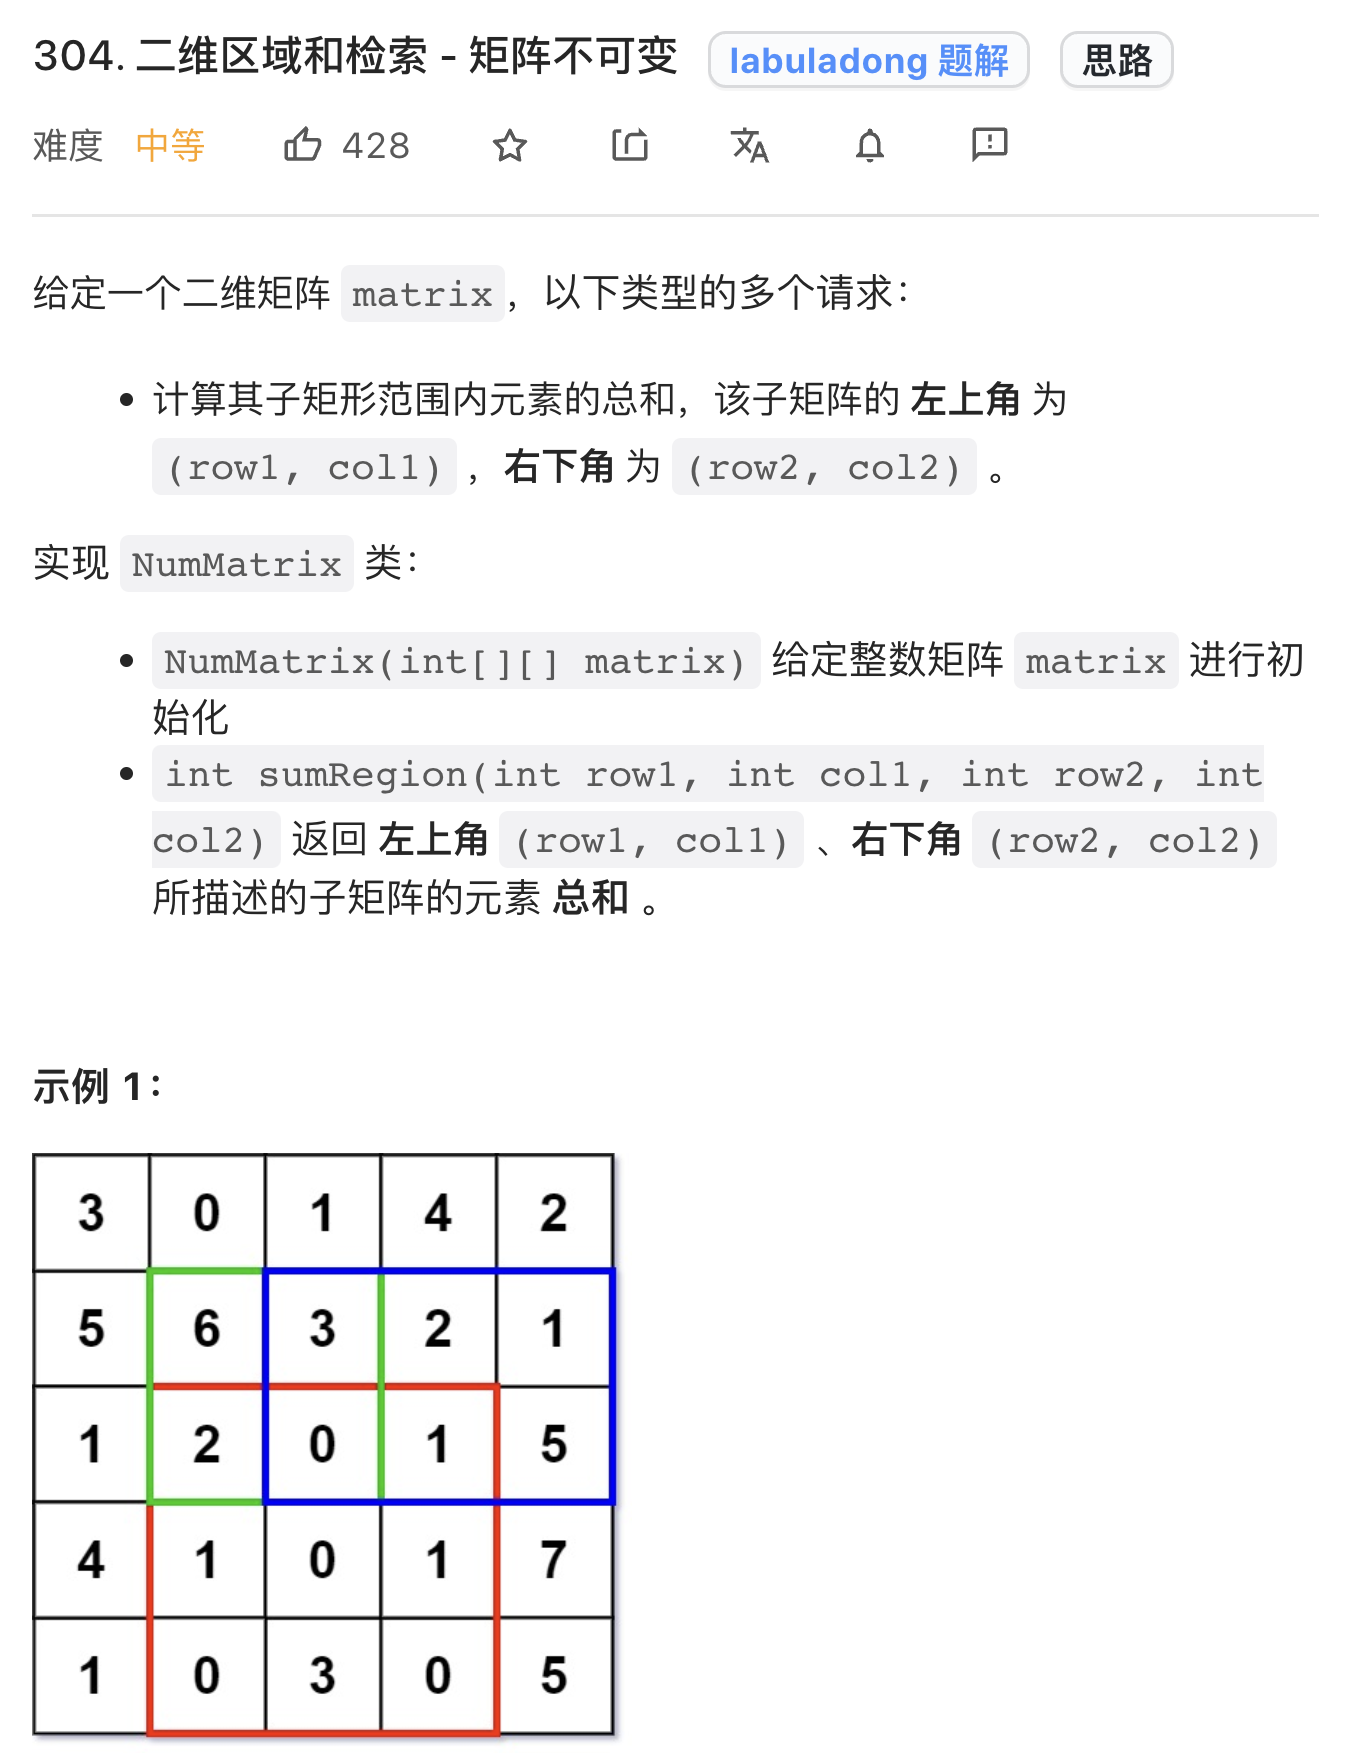 304. 二维区域和检索 - 矩阵不可变 labuladong 题解 思路
难度 中等 428
给定一个二维矩阵 matrix，以下类型的多个请求：
计算其子矩形范围内元素的总和，该子矩阵的 左上角 为
(row1, col1) ，右下角 为 (row2, col2) 。
实现 NumMatrix 类：
NumMatrix(int[][] matrix) 给定整数矩阵 matrix 进行初
始化
int sumRegion(int row1, int col1, int row2, int
col2) 返回 左上角 (row1, col1) 、右下角 (row2, col2)
所描述的子矩阵的元素 总和 。
示例 1：
3 0 1 4 2
5 6 3 2 1
1 2 0 1 5
4 1 0 1 7
1 0 3 0 5